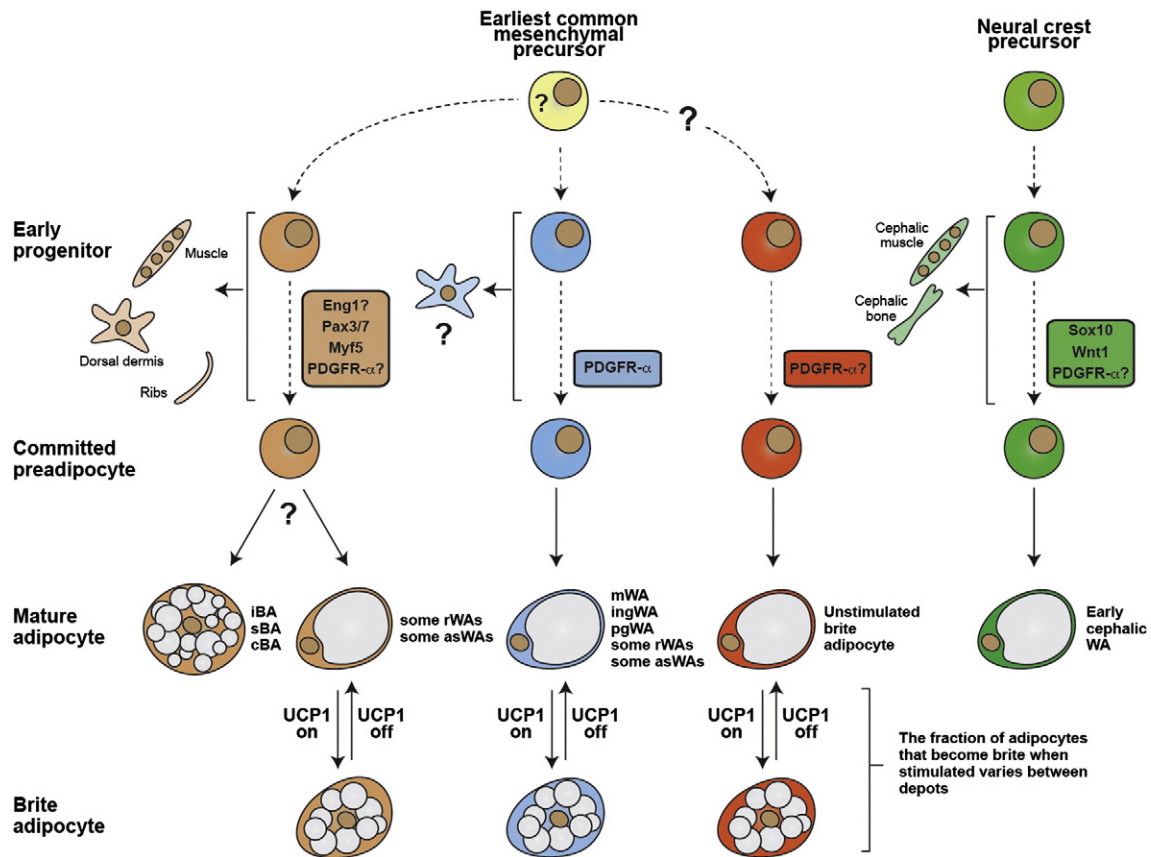 Earliest common
mesenchymal
precursor
Neural crest
precursor
?
?
Early
progenitor
Muscle
Dorsal dermis
Ribs
Eng1?
Pax3/7
Myf5
PDGFR-α?
?
PDGFR-α
PDGFR-α?
Cephalic
muscle
Cephalic
bone
Sox10
Wnt1
PDGFR-α?
Committed
preadipocyte
?
Mature
adipocyte
iBA
sBA
cBA
some rWAs
some asWAs
mWA
ingWA
pgWA
some rWAs
some asWAs
Unstimulated
brite
adipocyte
Early
cephalic
WA
UCP1
on
UCP1
off
UCP1
on
UCP1
off
UCP1
on
UCP1
off
The fraction of adipocytes
that become brite when
stimulated varies between
depots
Brite
adipocyte